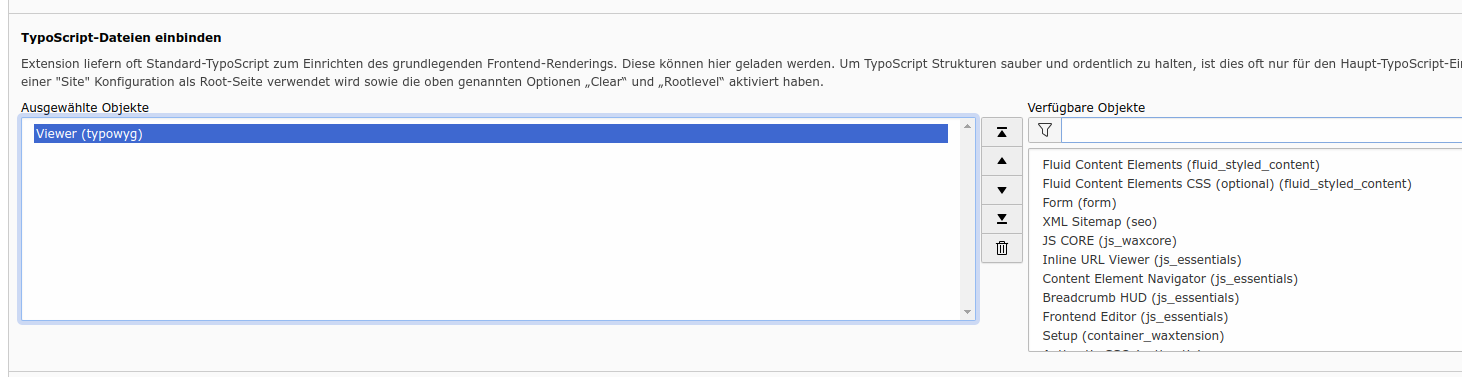 TypoScript-Dateien einbinden
Extension liefern oft Standard-TypoScript zum Einrichten des grundlegenden Frontend-Renderings. Diese können hier geladen werden. Um TypoScript Strukturen sauber und ordentlich zu halten, ist dies oft nur für den Haupt-TypoScript-Ei
einer "Site" Konfiguration als Root-Seite verwendet wird sowie die oben genannten Optionen „Clear“ und „Rootlevel“ aktiviert haben.
Ausgewählte Objekte
Verfügbare Objekte
Viewer (typowyg)
Fluid Content Elements (fluid_styled_content)
Fluid Content Elements CSS (optional) (fluid_styled_content)
Form (form)
XML Sitemap (seo)
JS CORE (js_waxcore)
Inline URL Viewer (js_essentials)
Content Element Navigator (js_essentials)
Breadcrumb HUD (js_essentials)
Frontend Editor (js_essentials)
Setup (container_waxtension)